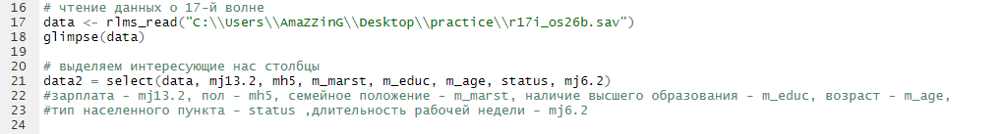 16 # чтение данных о 17-й волне
17 data <- rlms_read("C:\\Users\\AmaZZinG\\Desktop\\practice\\r17i_os26b.sav")
18 glimpse(data)
19
20 # выделяем интересующие нас столбцы
21 data2 = select(data, mj13.2, mh5, m_marst, m_educ, m_age, status, mj6.2)
22 #зарплата - mj13.2, пол - mh5, семейное положение - m_marst, наличие высшего образования - m_educ, возраст - m_age,
23 #тип населенного пункта - status ,длительность рабочей недели - mj6.2
24